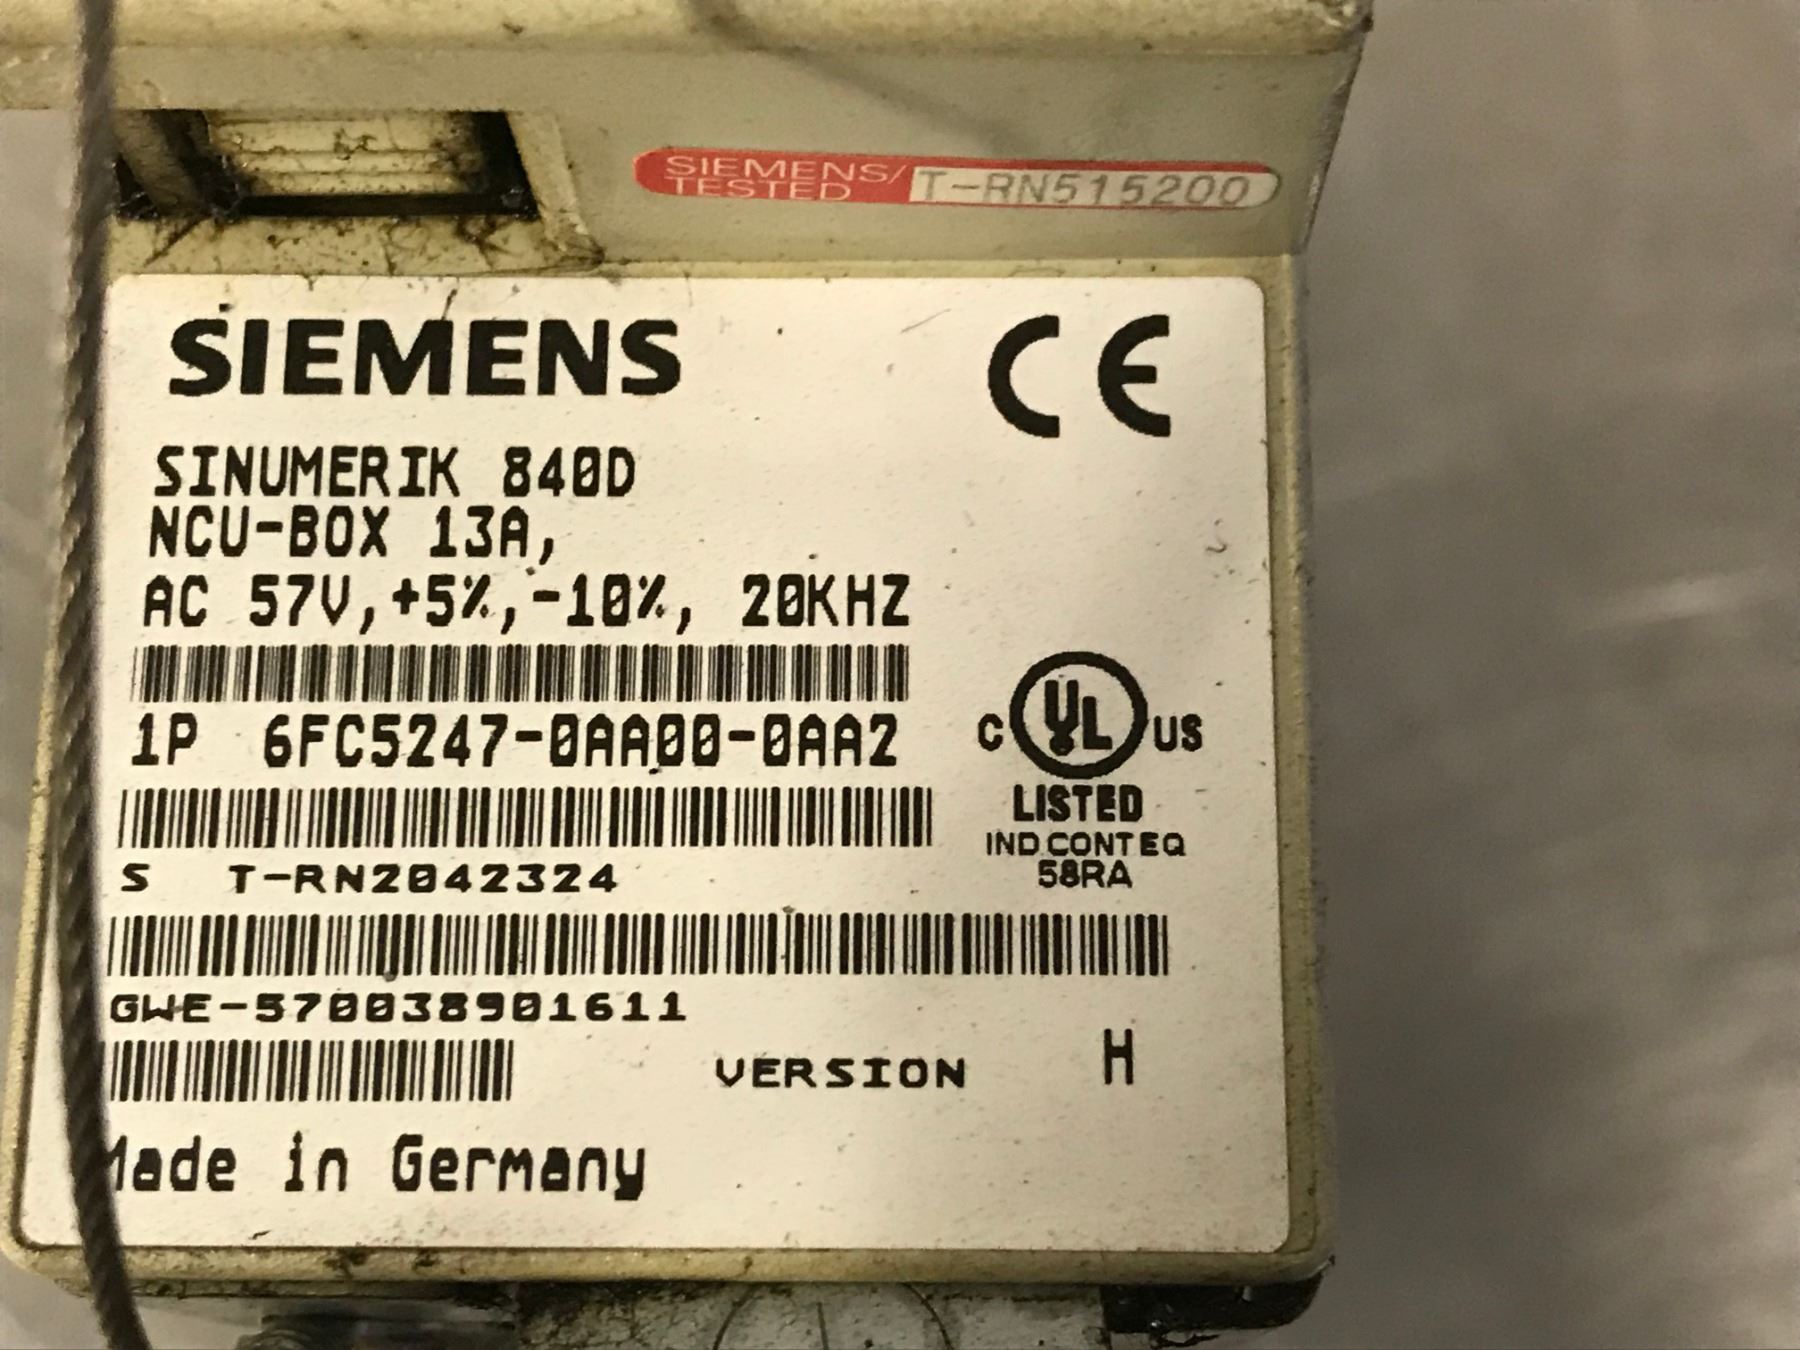 SIEMENS/
TESTED T-RN515200
SIEMENS CE
SINUMERIK 840D
NCU-BOX 13A,
AC 57V,+5%,-10%, 20KHZ
1P 6FC5247-0AA00-0AA2
C UL US
LISTED
IND.CONT EQ
58RA
S T-RN2042324
GWE-570038901611
VERSION H
Made in Germany